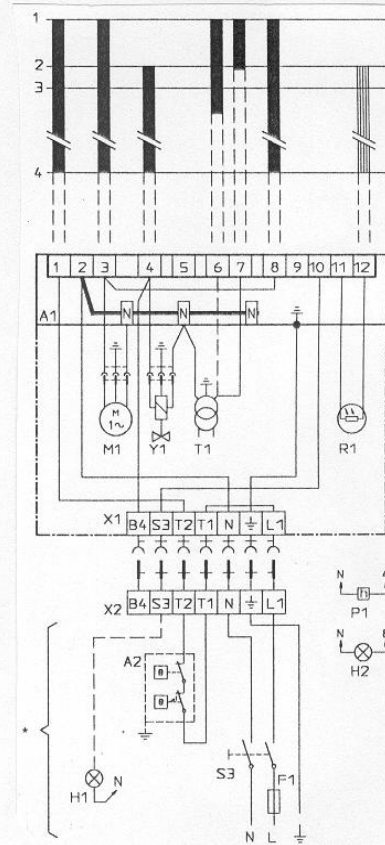 1
2
3
4
1 2 3 4 5 6 7 8 9 10 11 12
A1 N N N
M 1~
M1 Y1 T1 R1
X1 B4 S3 T2 T1 N L1
X2 B4 S3 T2 T1 N L1
N
P1
N
H2
A2
*
H1 N
S3 F1
N L